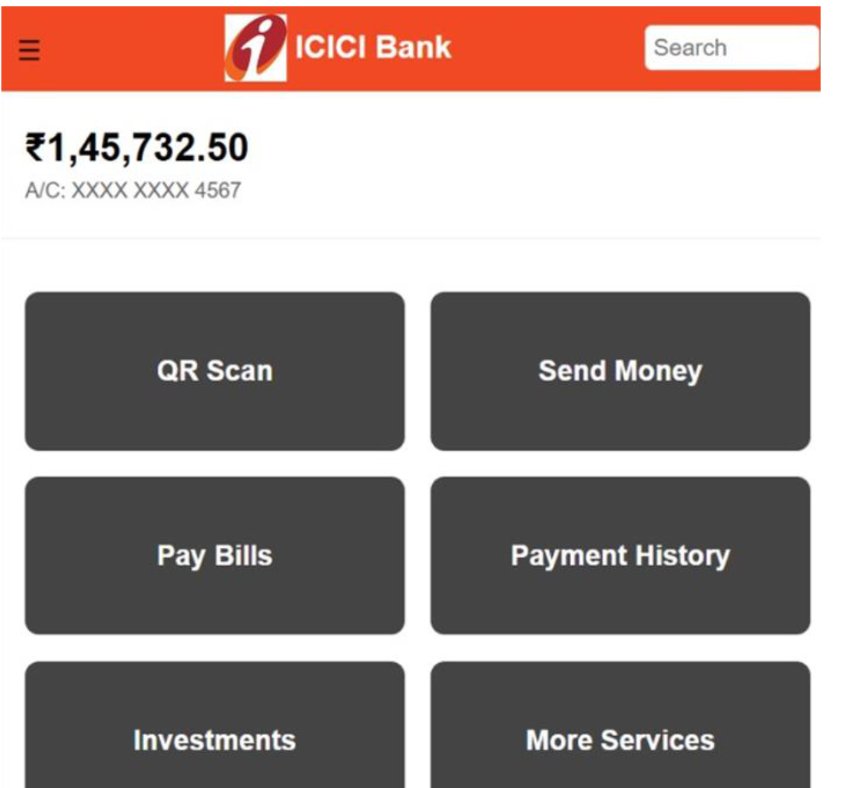 ☰ ICICI Bank Search
₹1,45,732.50
A/C: XXXX XXXX 4567
QR Scan Send Money
Pay Bills Payment History
Investments More Services